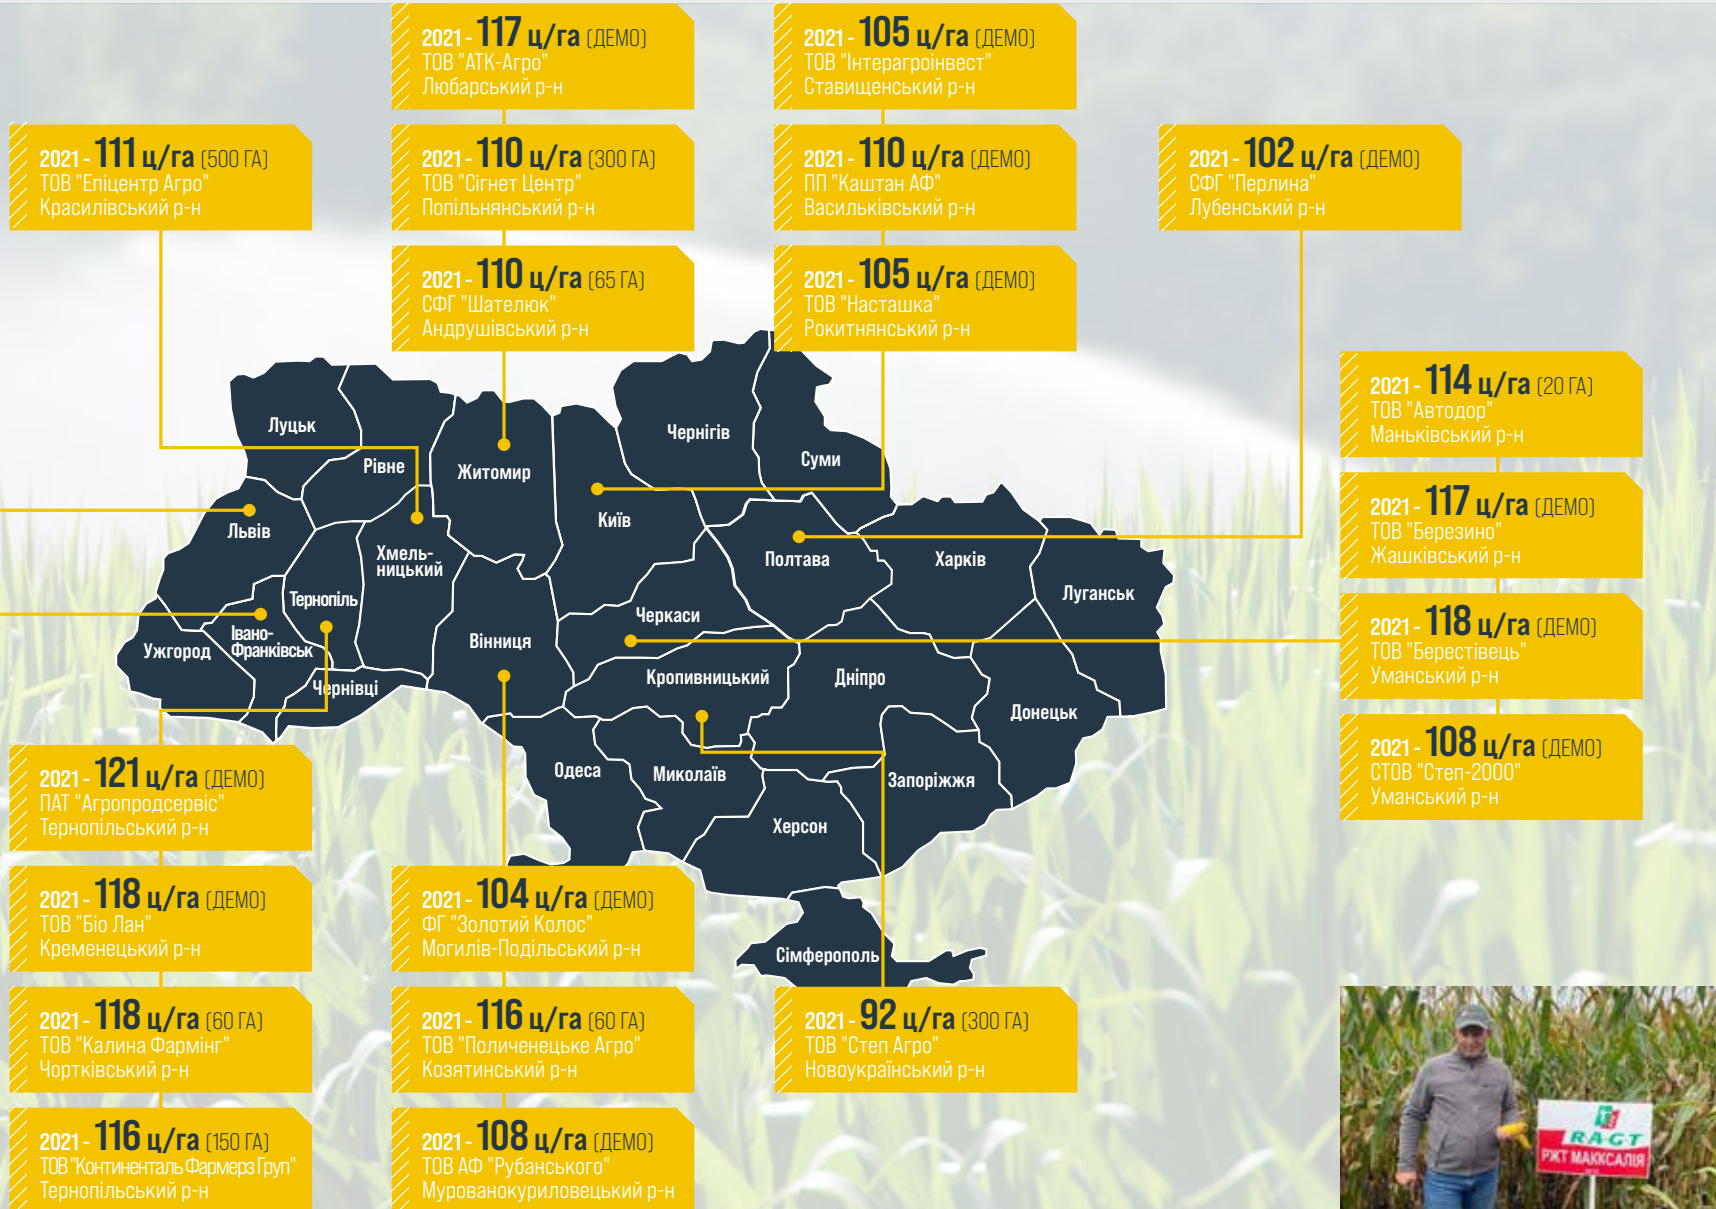 2021 - 117 ц/га (ДЕМО)
ТОВ "АТК-Агро"
Любарський р-н
2021 - 105 ц/га (ДЕМО)
ТОВ "Інтерагроінвест"
Ставищенський р-н
2021 - 111 ц/га (500 ГА)
ТОВ "Епіцентр Агро"
Красилівський р-н
2021 - 110 ц/га (300 ГА)
ТОВ "Сігнет Центр"
Попільнянський р-н
2021 - 110 ц/га (ДЕМО)
ПП "Каштан АФ"
Васильківський р-н
2021 - 102 ц/га (ДЕМО)
СФГ "Перлина"
Лубенський р-н
2021 - 110 ц/га (65 ГА)
СФГ "Шателюк"
Андрушівський р-н
2021 - 105 ц/га (ДЕМО)
ТОВ "Насташка"
Рокитнянський р-н
2021 - 114 ц/га (20 ГА)
ТОВ "Автодор"
Маньківський р-н
2021 - 117 ц/га (ДЕМО)
ТОВ "Березино"
Жашківський р-н
2021 - 118 ц/га (ДЕМО)
ТОВ "Берестівець"
Уманський р-н
2021 - 108 ц/га (ДЕМО)
СТОВ "Степ-2000"
Уманський р-н
Луцьк
Рівне
Житомир
Чернігів
Суми
Львів
Хмель-
ницький
Київ
Полтава
Харків
Луганськ
Тернопіль
Черкаси
Івано-
Франківськ
Ужгород
Вінниця
Чернівці
Кропивницький
Дніпро
Донецьк
Одеса
Миколаїв
Запоріжжя
Херсон
Сімферополь
2021 - 121 ц/га (ДЕМО)
ПАТ "Агропродсервіс"
Тернопільський р-н
2021 - 118 ц/га (ДЕМО)
ТОВ "Біо Лан"
Кременецький р-н
2021 - 118 ц/га (60 ГА)
ТОВ "Калина Фармінг"
Чортківський р-н
2021 - 116 ц/га (150 ГА)
ТОВ "Континенталь Фармерз Груп"
Тернопільський р-н
2021 - 104 ц/га (ДЕМО)
ФГ "Золотий Колос"
Могилів-Подільський р-н
2021 - 116 ц/га (60 ГА)
ТОВ "Поличенецьке Агро"
Козятинський р-н
2021 - 108 ц/га (ДЕМО)
ТОВ АФ "Рубанського"
Мурованокуриловецький р-н
2021 - 92 ц/га (300 ГА)
ТОВ "Степ Агро"
Новоукраїнський р-н
RAGT
РЖТ МАККСАЛІЯ